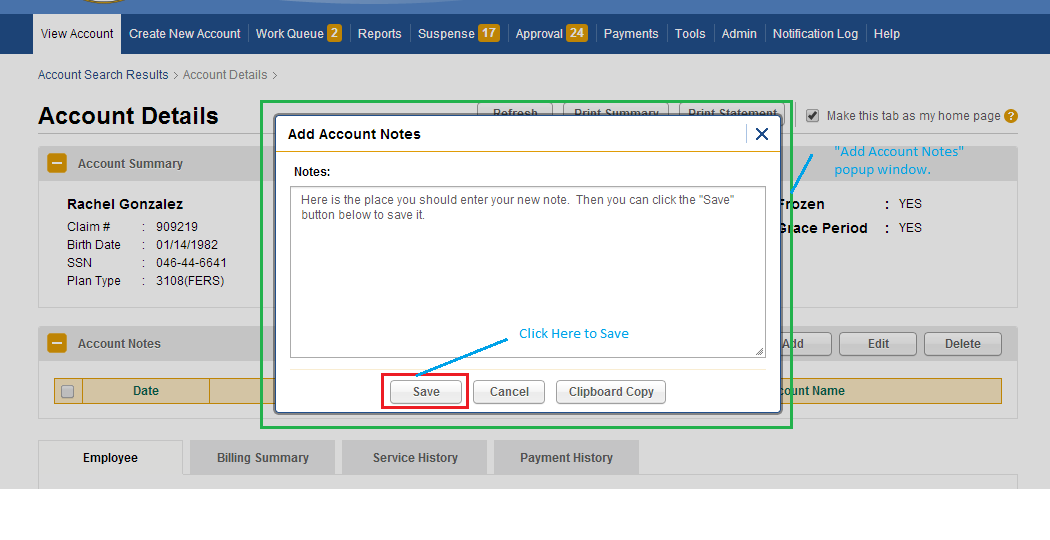 View Account Create New Account Work Queue 2 Reports Suspense 17 Approval 24 Payments Tools Admin Notification Log Help
Account Search Results > Account Details >
Account Details Refresh Print Summary Print Statement Make this tab as my home page ?
Add Account Notes
Account Summary
"Add Account Notes"
popup window.
Notes:
Rachel Gonzalez
Claim # : 909219
Birth Date : 01/14/1982
SSN : 046-44-6641
Plan Type : 3108(FERS)
Here is the place you should enter your new note. Then you can click the "Save"
button below to save it.
Frozen : YES
Grace Period : YES
Click Here to Save
Account Notes Add Edit Delete
Save Cancel Clipboard Copy
Date Name
Employee Billing Summary Service History Payment History